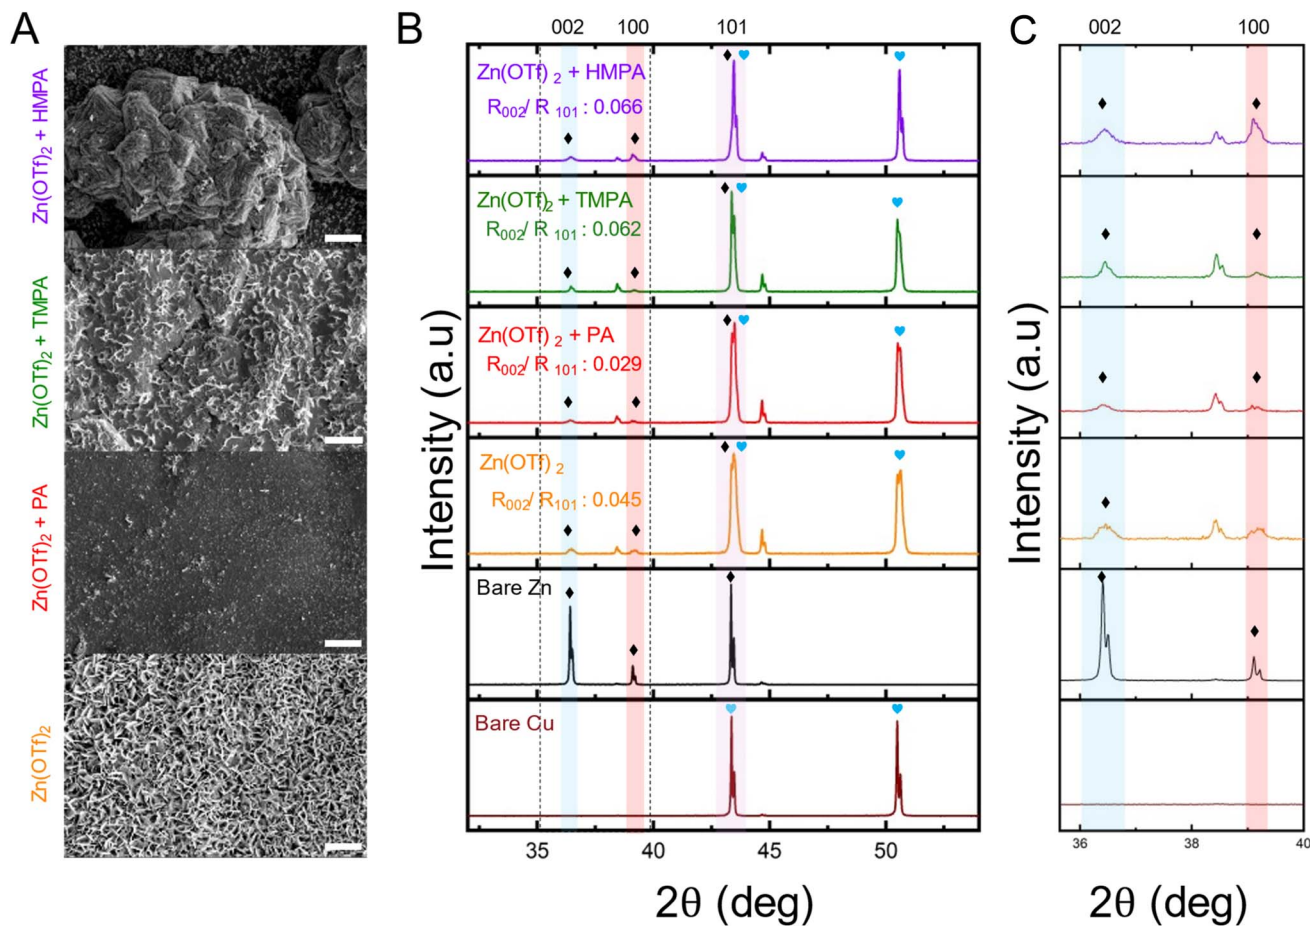 A
Zn(OTf)2 + HMPA
Zn(OTf)2 + TMPA
Zn(OTf)2 + PA
Zn(OTf)2
B
002 100 101
Zn(OTf) 2 + HMPA
R002/ R 101 : 0.066
Zn(OTf)2 + TMPA
R002/ R 101 : 0.062
Zn(OTf) 2 + PA
R002/ R 101 : 0.029
Zn(OTf) 2
R002/ R101 : 0.045
Bare Zn
Bare Cu
Intensity (a.u)
35 40 45 50
2θ (deg)
C
002 100
Intensity (a.u)
36 38 40
2θ (deg)